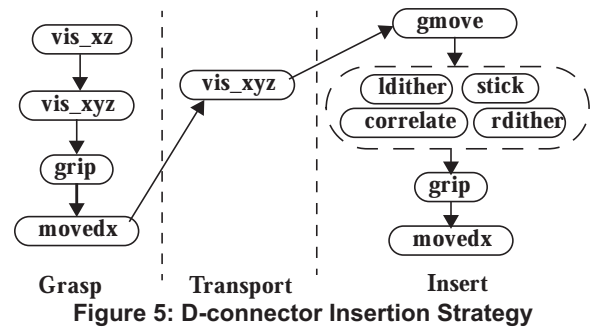 vis_xz
vis_xyz
grip
movedx
Grasp
vis_xyz
Transport
gmove
ldither
stick
correlate
rdither
grip
movedx
Insert
Figure 5: D-connector Insertion Strategy